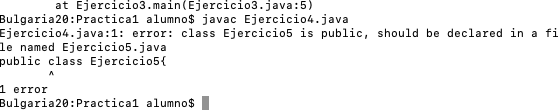 at Ejercicio3.main(Ejercicio3.java:5)
Bulgaria20:Practica1 alumno$ javac Ejercicio4.java
Ejercicio4.java:1: error: class Ejercicio5 is public, should be declared in a fi
le named Ejercicio5.java
public class Ejercicio5{
^
1 error
Bulgaria20:Practica1 alumno$